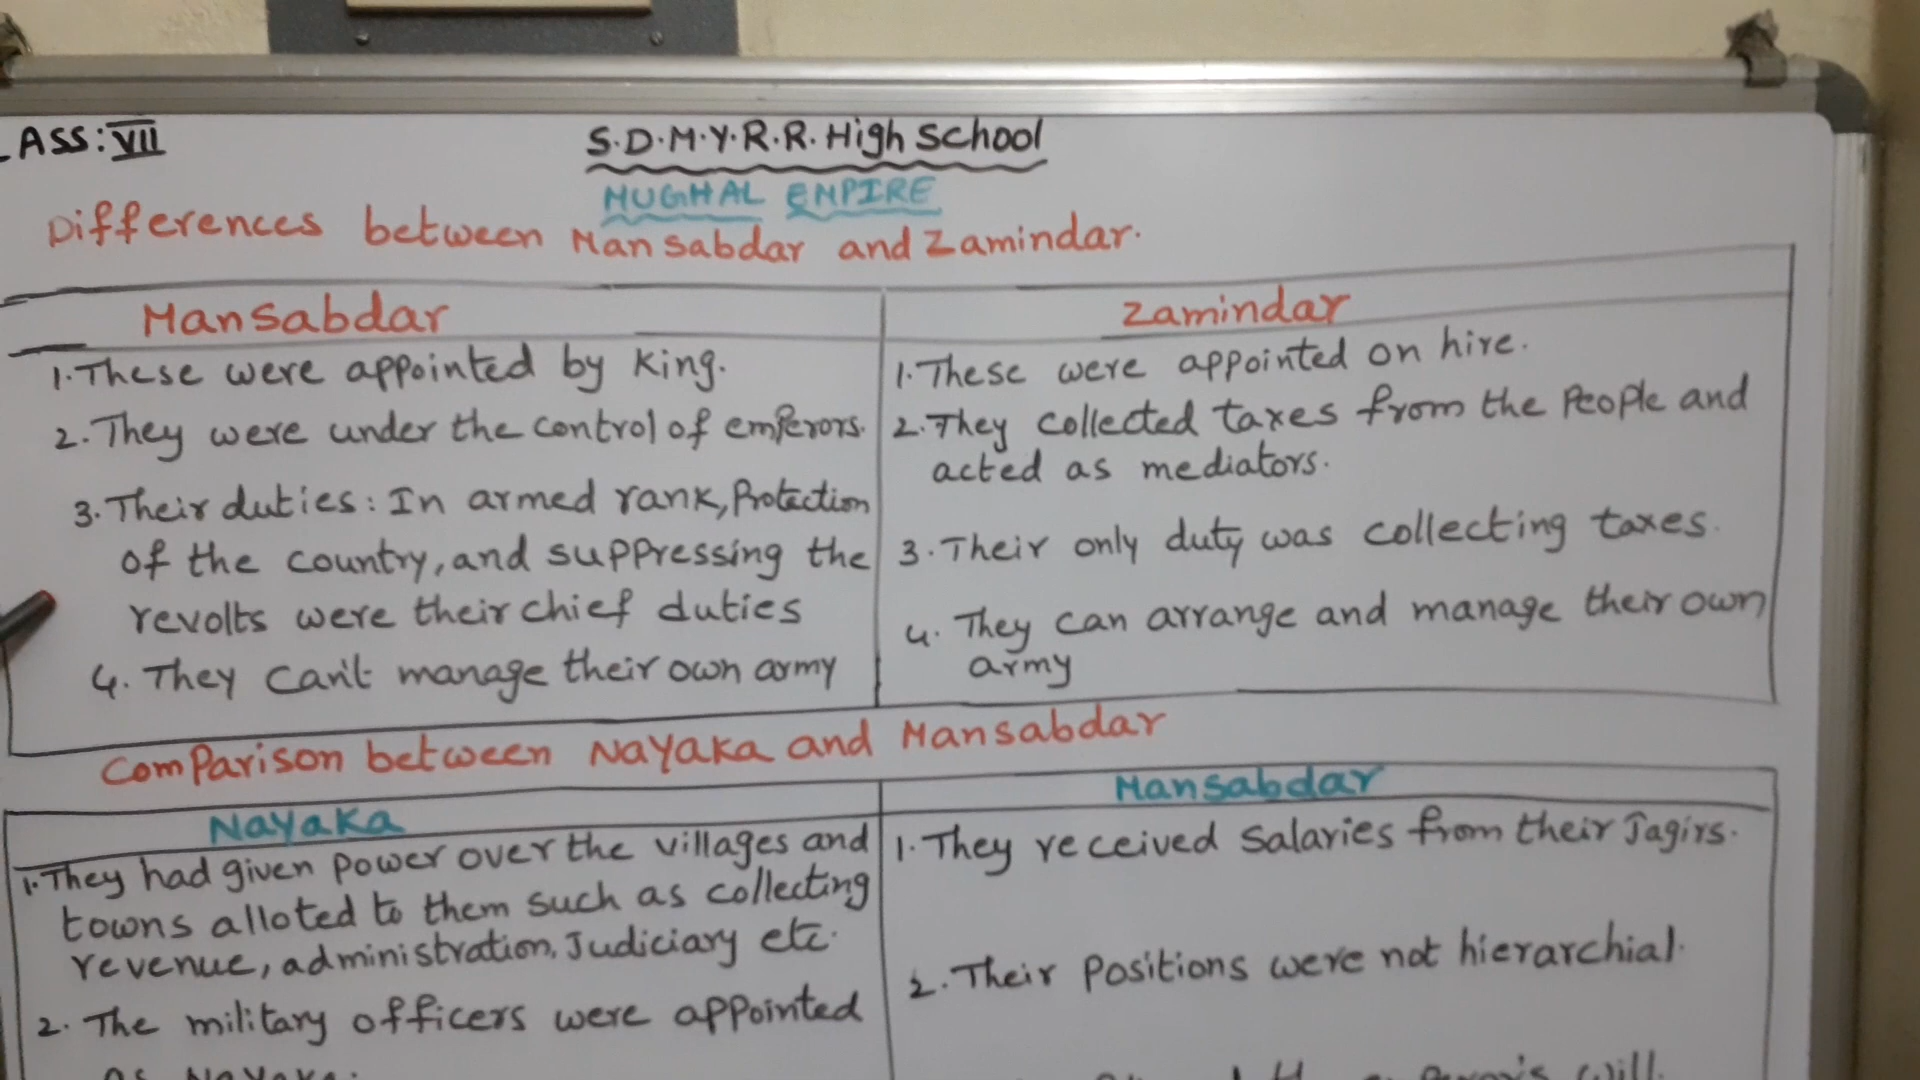 LASS: VII
S.D.M.Y.R.R. High School
MUGHAL EMPIRE
Differences between Mansabdar and Zamindar.
Mansabdar
1. These were appointed by king.
2. They were under the control of emperors.
3. Their duties: In armed rank, Protection
of the country, and suppressing the
revolts were their chief duties
4. They can't manage their own army
Zamindar
1. These were appointed on hire.
2. They collected taxes from the People and
acted as mediators.
3. Their only duty was collecting taxes.
4. They can arrange and manage their own
army
Comparison between Nayaka and Mansabdar
Nayaka
1. They had given power over the villages and
towns alloted to them such as collecting
revenue, administration, Judiciary etc.
2. The military officers were appointed
as Nayaka.
Mansabdar
1. They received Salaries from their Jagirs.
2. Their Positions were not hierarchial.
will